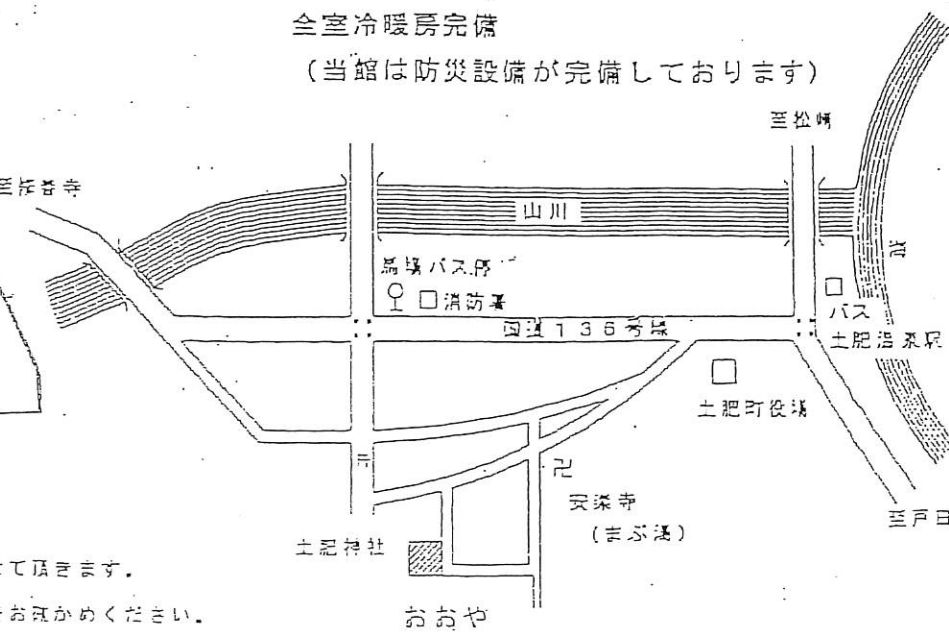 全室冷暖房完備
(当館は防災設備が完備しております)
至松崎
至修善寺
山川
馬場バス停
消防署
国道136号線
バス
土肥温泉駅
土肥町役場
卍
安楽寺
(まぶ湯)
至戸田
土肥神社
て頂きます.
お確かめください.
おおや